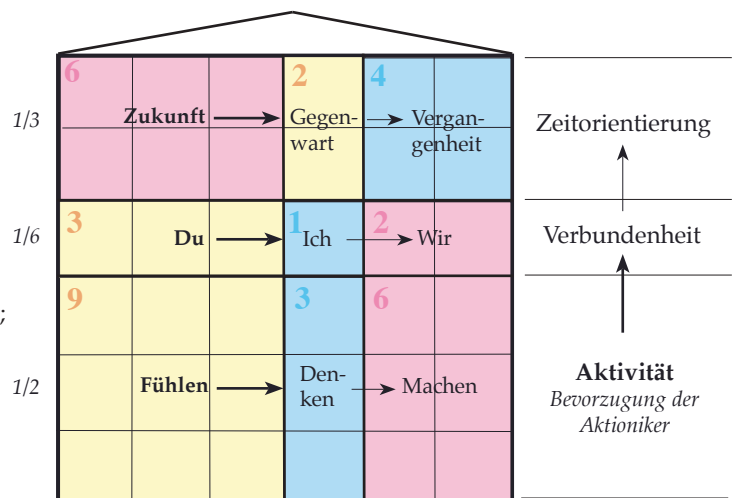 6
2
4
1/3
Zukunft
Gegen-
wart
Vergan-
genheit
Zeitorientierung
3
1
2
1/6
Du
Ich
Wir
Verbundenheit
;
9
3
6
1/2
Fühlen
Den-
ken
Machen
Aktivität
Bevorzugung der
Aktioniker